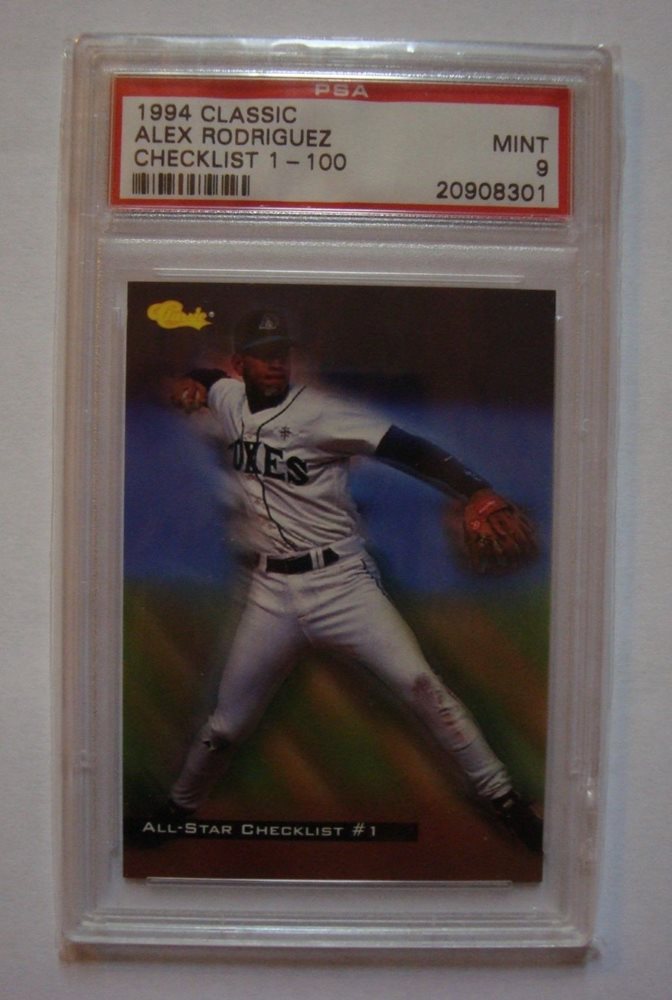 PSA
1994 CLASSIC
ALEX RODRIGUEZ
CHECKLIST 1 - 100
MINT
9
20908301
Classic
OXES
ALL-STAR CHECKLIST #1